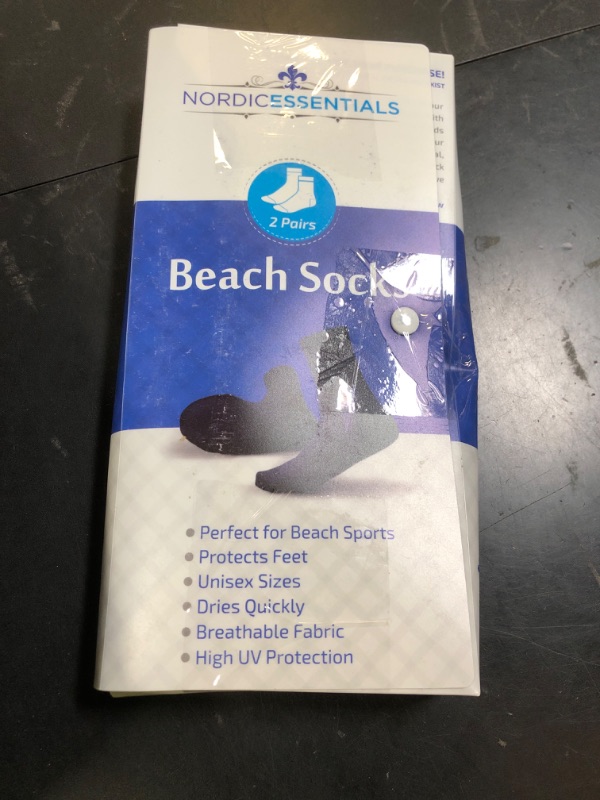 NORDICESSENTIALS
2 Pairs
Beach Socks
Perfect for Beach Sports
Protects Feet
Unisex Sizes
Dries Quickly
Breathable Fabric
High UV Protection
SE!